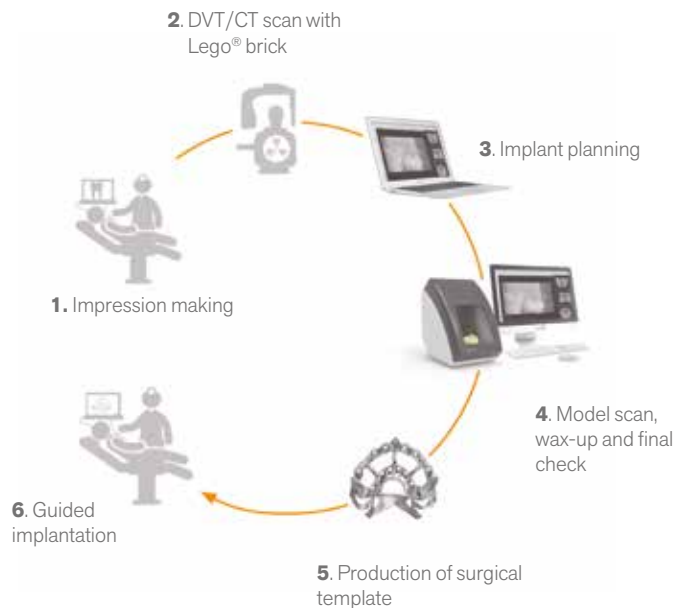 2. DVT/CT scan with
Lego® brick
3. Implant planning
1. Impression making
4. Model scan,
wax-up and final
check
6. Guided
implantation
5. Production of surgical
template